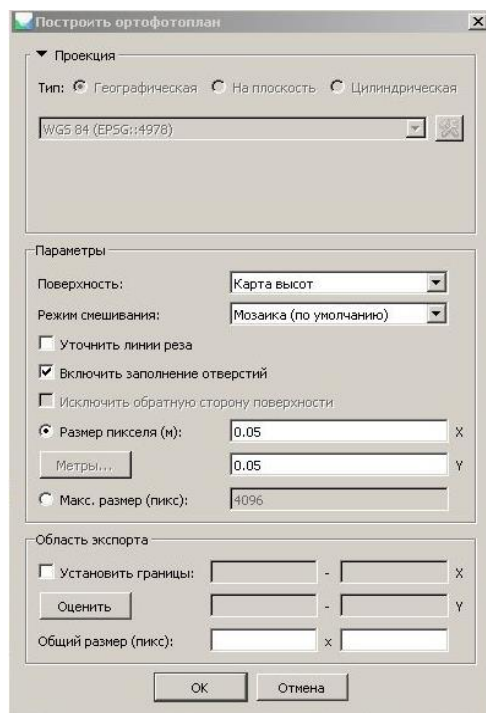 Построить ортофотоплан
Проекция
Тип: Географическая На плоскость Цилиндрическая
WGS 84 (EPSG::4978)
Параметры
Поверхность: Карта высот
Режим смешивания: Мозаика (по умолчанию)
Уточнить линии реза
Включить заполнение отверстий
Исключить обратную сторону поверхности
Размер пикселя (м): 0.05 X
Метры... 0.05 Y
Макс. размер (пикс): 4096
Область экспорта
Установить границы: - X
Оценить - Y
Общий размер (пикс): x
OK Отмена